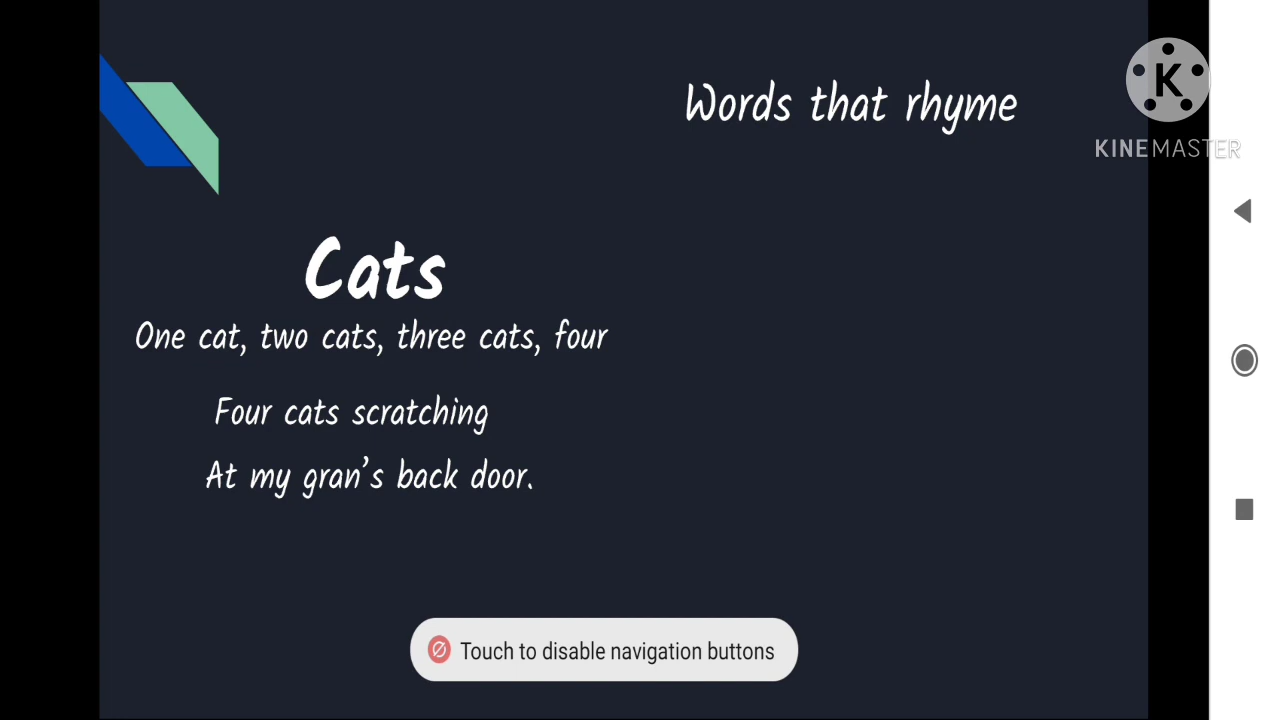 Words that rhyme
K
KINEMASTER
Cats
One cat, two cats, three cats, four
Four cats scratching
At my gran's back door.
Touch to disable navigation buttons